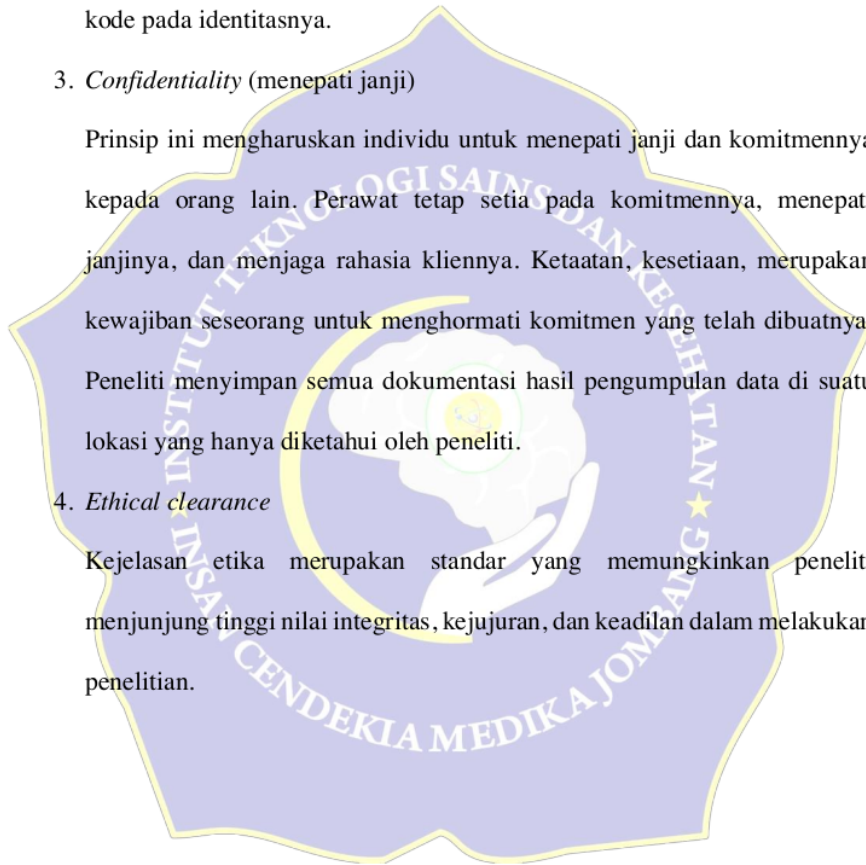 kode pada identitasnya.
3. Confidentiality (menepati janji)
Prinsip ini mengharuskan individu untuk menepati janji dan komitmennya
kepada orang lain. Perawat tetap setia pada komitmennya, menepat
janjinya, dan menjaga rahasia kliennya. Ketaatan, kesetiaan, merupakan
kewajiban seseorang untuk menghormati komitmen yang telah dibuatnya.
Peneliti menyimpan semua dokumentasi hasil pengumpulan data di suatu
lokasi yang hanya diketahui oleh peneliti.
4. Ethical clearance
Kejelasan etika merupakan standar yang memungkinkan penelit
menjunjung tinggi nilai integritas, kejujuran, dan keadilan dalam melakukan
penelitian.
INSTITUT TEKNOLOGI SAINS DAN KESEHATAN
INSAN CENDEKIA MEDIKA JOMBANG